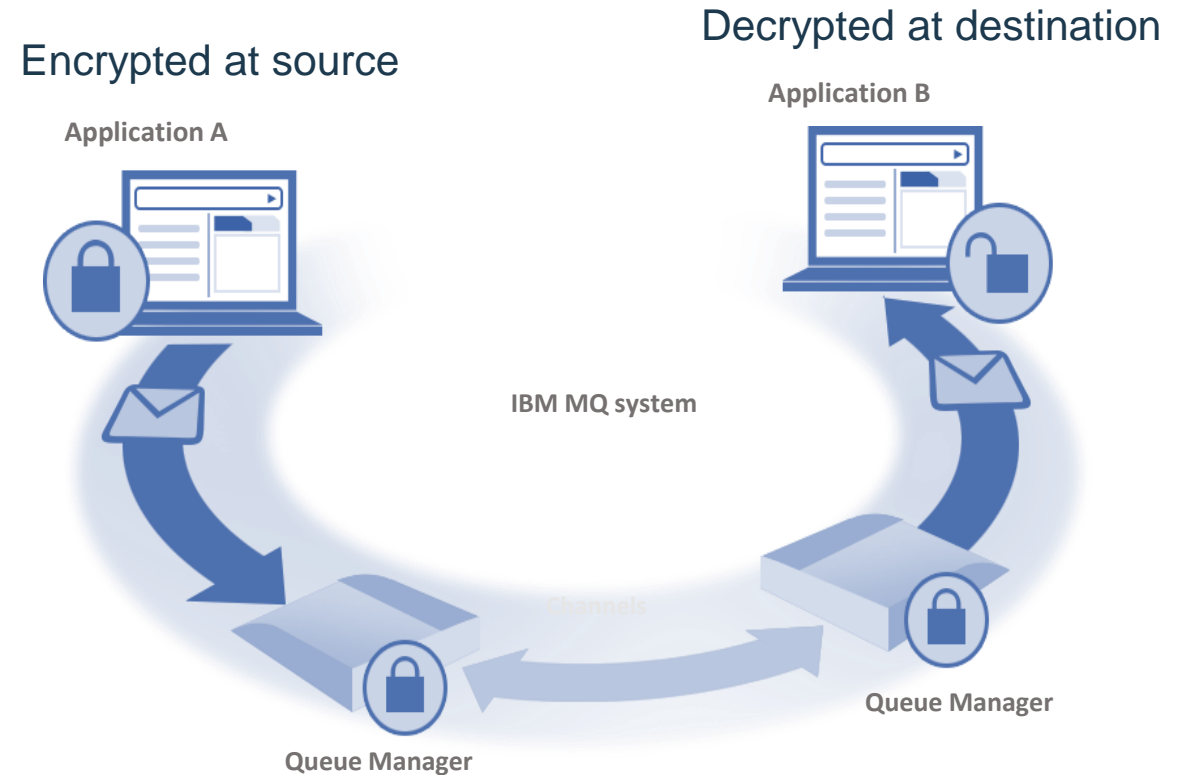 Decrypted at destination
Encrypted at source
Application B
Application A
IBM MQ system
Channels
Queue Manager
Queue Manager